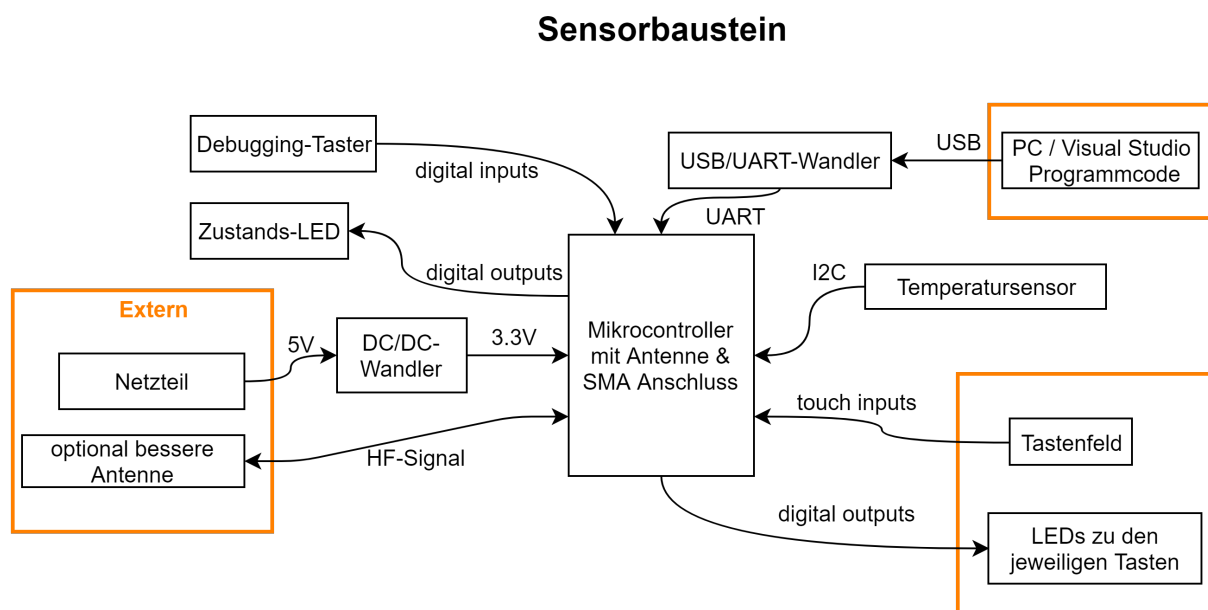 Sensorbaustein
Debugging-Taster
digital inputs
USB/UART-Wandler
USB
PC / Visual Studio
Programmcode
UART
Zustands-LED
digital outputs
I2C
Temperatursensor
Extern
Netzteil
5V
DC/DC-
Wandler
3.3V
Mikrocontroller
mit Antenne &
SMA Anschluss
optional bessere
Antenne
HF-Signal
touch inputs
Tastenfeld
digital outputs
LEDs zu den
jeweiligen Tasten